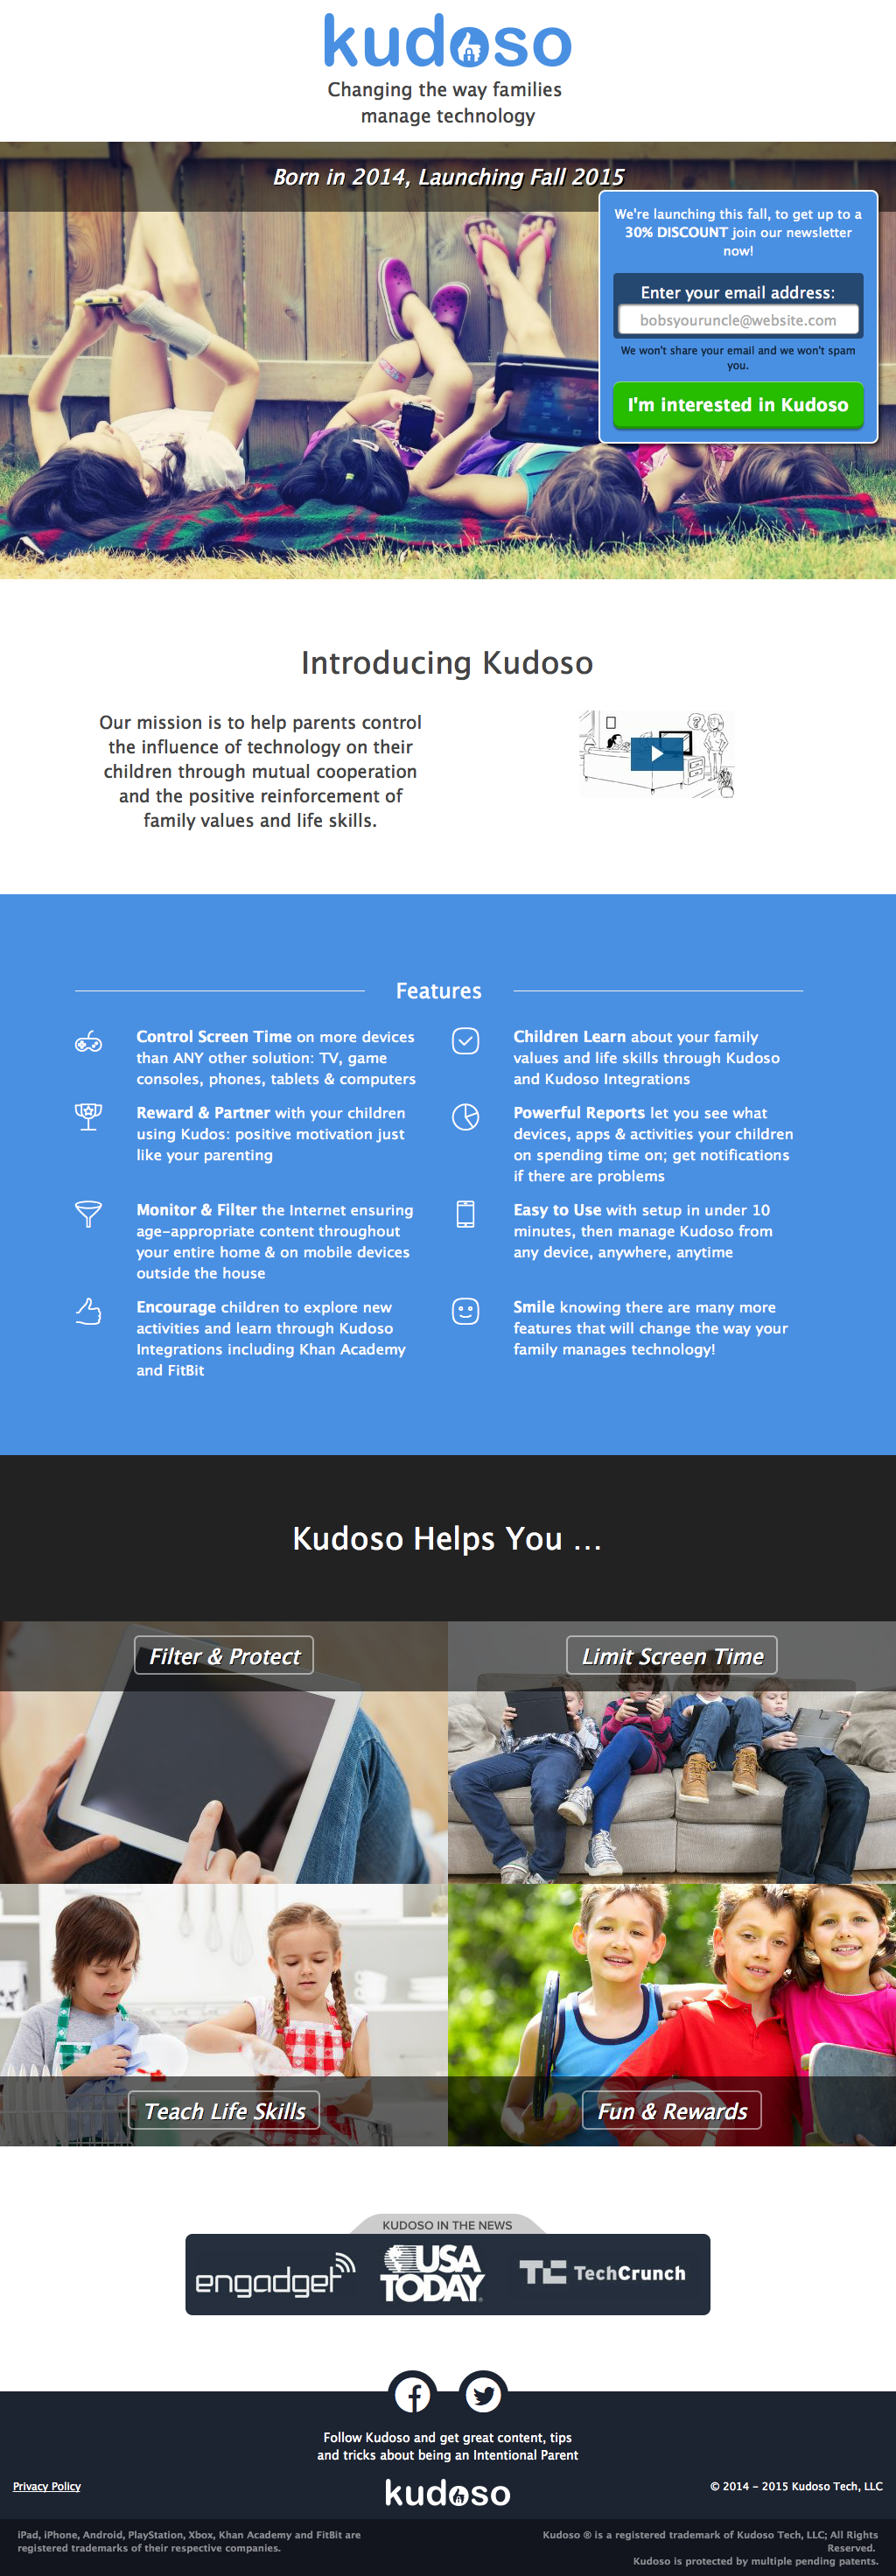 kudoso
Changing the way families
manage technology
Born in 2014, Launching Fall 2015
We're launching this fall, to get up to a
30% DISCOUNT join our newsletter
now!
Enter your email address:
bobsyouruncle@website.com
We won't share your email and we won't spam
you.
I'm interested in Kudoso
Introducing Kudoso
Our mission is to help parents control
the influence of technology on their
children through mutual cooperation
and the positive reinforcement of
family values and life skills.
?
Features
Control Screen Time on more devices
than ANY other solution: TV, game
consoles, phones, tablets & computers
Children Learn about your family
values and life skills through Kudoso
and Kudoso Integrations
Reward & Partner with your children
using Kudos: positive motivation just
like your parenting
Powerful Reports let you see what
devices, apps & activities your children
on spending time on; get notifications
if there are problems
Monitor & Filter the Internet ensuring
age-appropriate content throughout
your entire home & on mobile devices
outside the house
Easy to Use with setup in under 10
minutes, then manage Kudoso from
any device, anywhere, anytime
Encourage children to explore new
activities and learn through Kudoso
Integrations including Khan Academy
and FitBit
Smile knowing there are many more
features that will change the way your
family manages technology!
Kudoso Helps You ...
Filter & Protect
Limit Screen Time
Teach Life Skills
Fun & Rewards
KUDOSO IN THE NEWS
engadget
USA
TODAY
TC TechCrunch
Follow Kudoso and get great content, tips
and tricks about being an Intentional Parent
Privacy Policy
kudoso
© 2014 - 2015 Kudoso Tech, LLC
iPad, iPhone, Android, PlayStation, Xbox, Khan Academy and FitBit are
registered trademarks of their respective companies.
Kudoso ® is a registered trademark of Kudoso Tech, LLC; All Rights
Reserved.
Kudoso is protected by multiple pending patents.